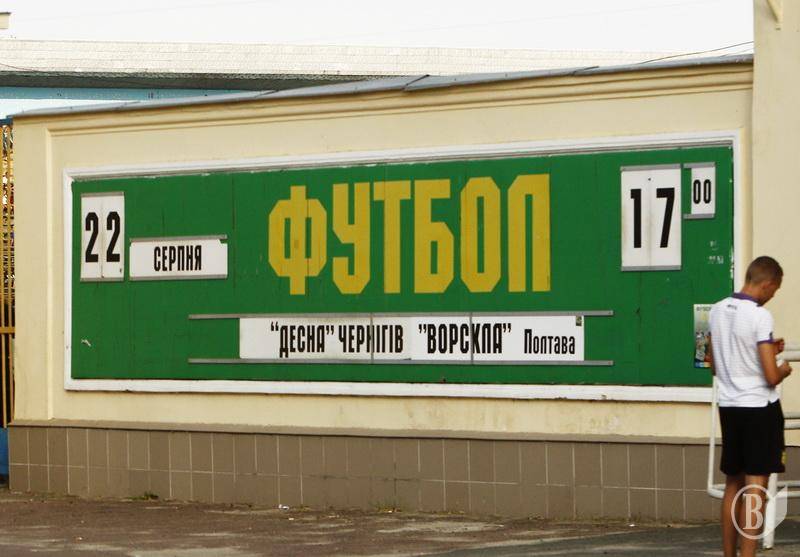 22
СЕРПНЯ
ФУТБОЛ
17 00
"ДЕСНА" ЧЕРНІГІВ "ВОРСКЛА" Полтава
В